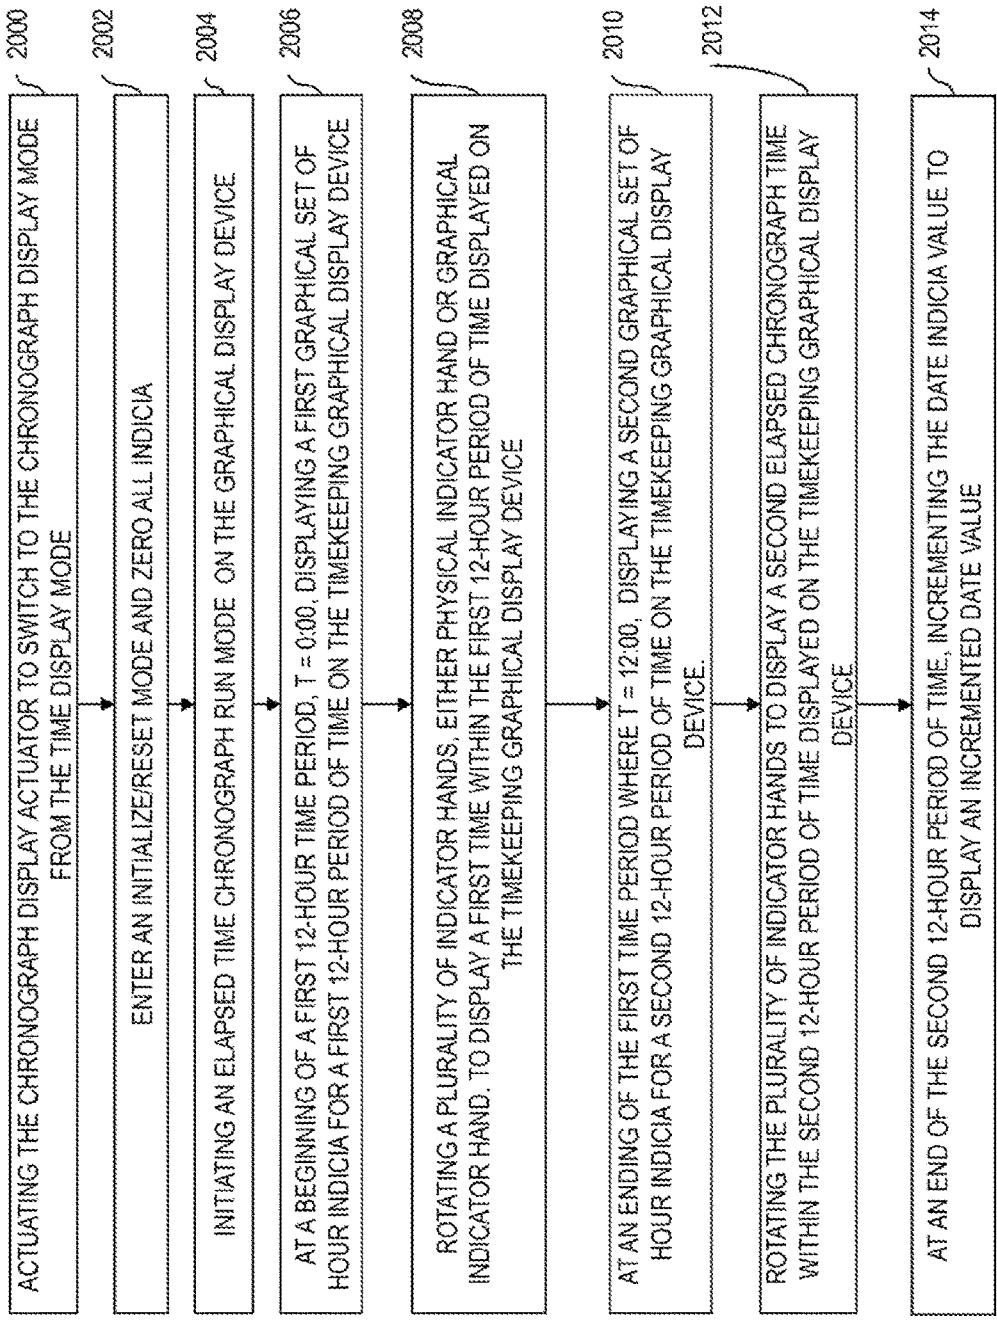 2000
ACTUATING THE CHRONOGRAPH DISPLAY ACTUATOR TO SWITCH TO THE CHRONOGRAPH DISPLAY MODE
FROM THE TIME DISPLAY MODE
2002
ENTER AN INITIALIZE/RESET MODE AND ZERO ALL INDICIA
2004
INITIATING AN ELAPSED TIME CHRONOGRAPH RUN MODE ON THE GRAPHICAL DISPLAY DEVICE
2006
AT A BEGINNING OF A FIRST 12-HOUR TIME PERIOD, T = 0:00, DISPLAYING A FIRST GRAPHICAL SET OF
HOUR INDICIA FOR A FIRST 12-HOUR PERIOD OF TIME ON THE TIMEKEEPING GRAPHICAL DISPLAY DEVICE
2008
ROTATING A PLURALITY OF INDICATOR HANDS, EITHER PHYSICAL INDICATOR HAND OR GRAPHICAL
INDICATOR HAND. TO DISPLAY A FIRST TIME WITHIN THE FIRST 12-HOUR PERIOD OF TIME DISPLAYED ON
THE TIMEKEEPING GRAPHICAL DISPLAY DEVICE
2010
AT AN ENDING OF THE FIRST TIME PERIOD WHERE T = 12:00, DISPLAYING A SECOND GRAPHICAL SET OF
HOUR INDICIA FOR A SECOND 12-HOUR PERIOD OF TIME ON THE TIMEKEEPING GRAPHICAL DISPLAY
DEVICE.
2012
ROTATING THE PLURALITY OF INDICATOR HANDS TO DISPLAY A SECOND ELAPSED CHRONOGRAPH TIME
WITHIN THE SECOND 12-HOUR PERIOD OF TIME DISPLAYED ON THE TIMEKEEPING GRAPHICAL DISPLAY
DEVICE
2014
AT AN END OF THE SECOND 12-HOUR PERIOD OF TIME, INCREMENTING THE DATE INDICIA VALUE TO
DISPLAY AN INCREMENTED DATE VALUE